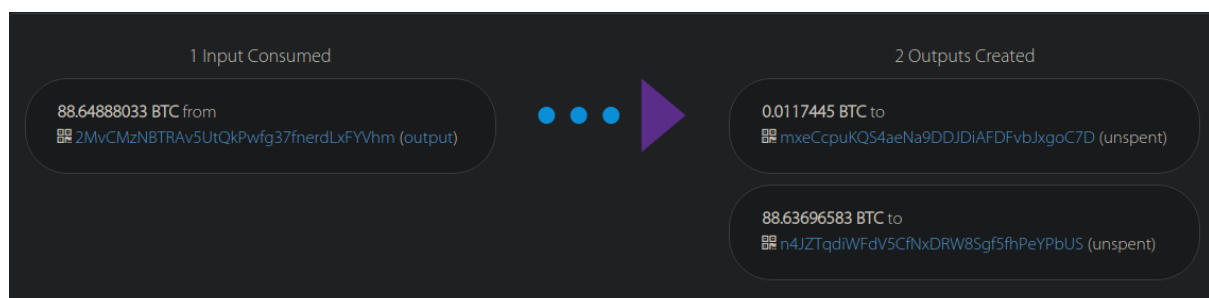 1 Input Consumed
2 Outputs Created
88.64888033 BTC from
2MvCMzNBTRAv5UtQkPwfg37fnerdLxFYVhm (output)
0.0117445 BTC to
mxeCcpuKQS4aeNa9DDJDiAFDFvbJxgoC7D (unspent)
88.63696583 BTC to
n4JZTqdiWFdV5CfNxDRW8Sgf5fhPeYPbUS (unspent)